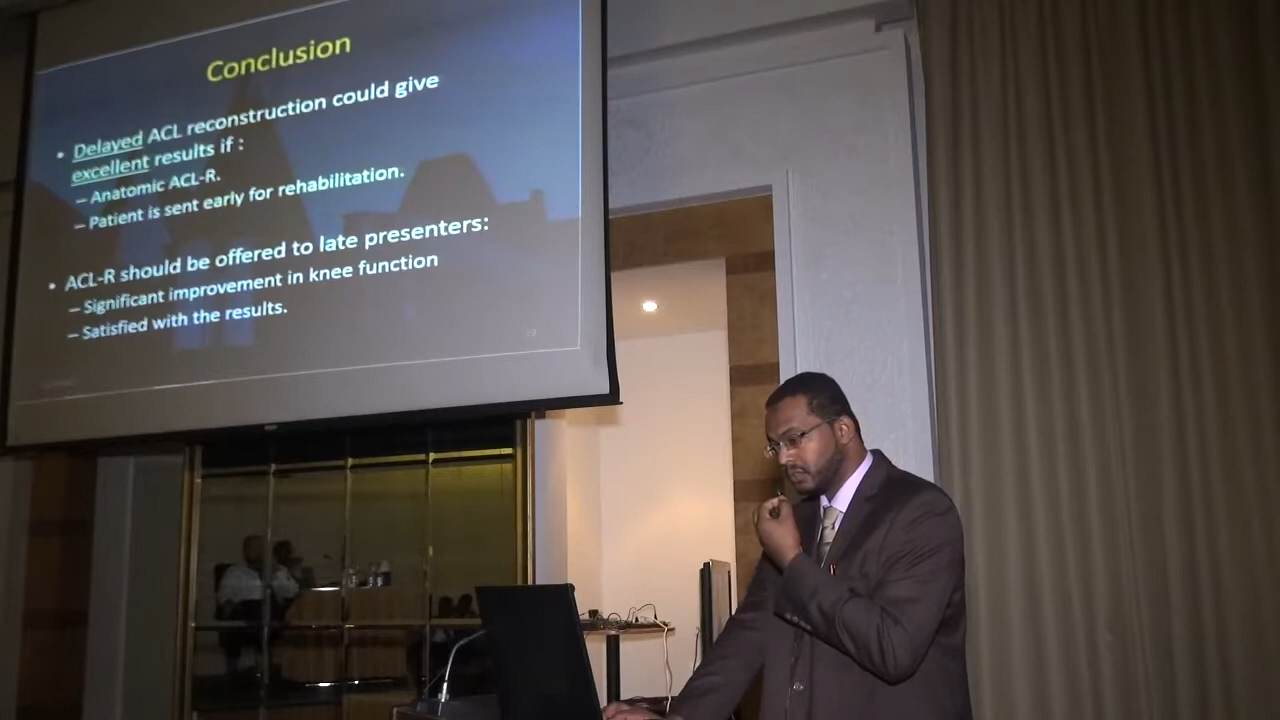 Conclusion
• Delayed ACL reconstruction could give
excellent results if :
– Anatomic ACL-R.
– Patient is sent early for rehabilitation.
• ACL-R should be offered to late presenters:
– Significant improvement in knee function
– Satisfied with the results.
19